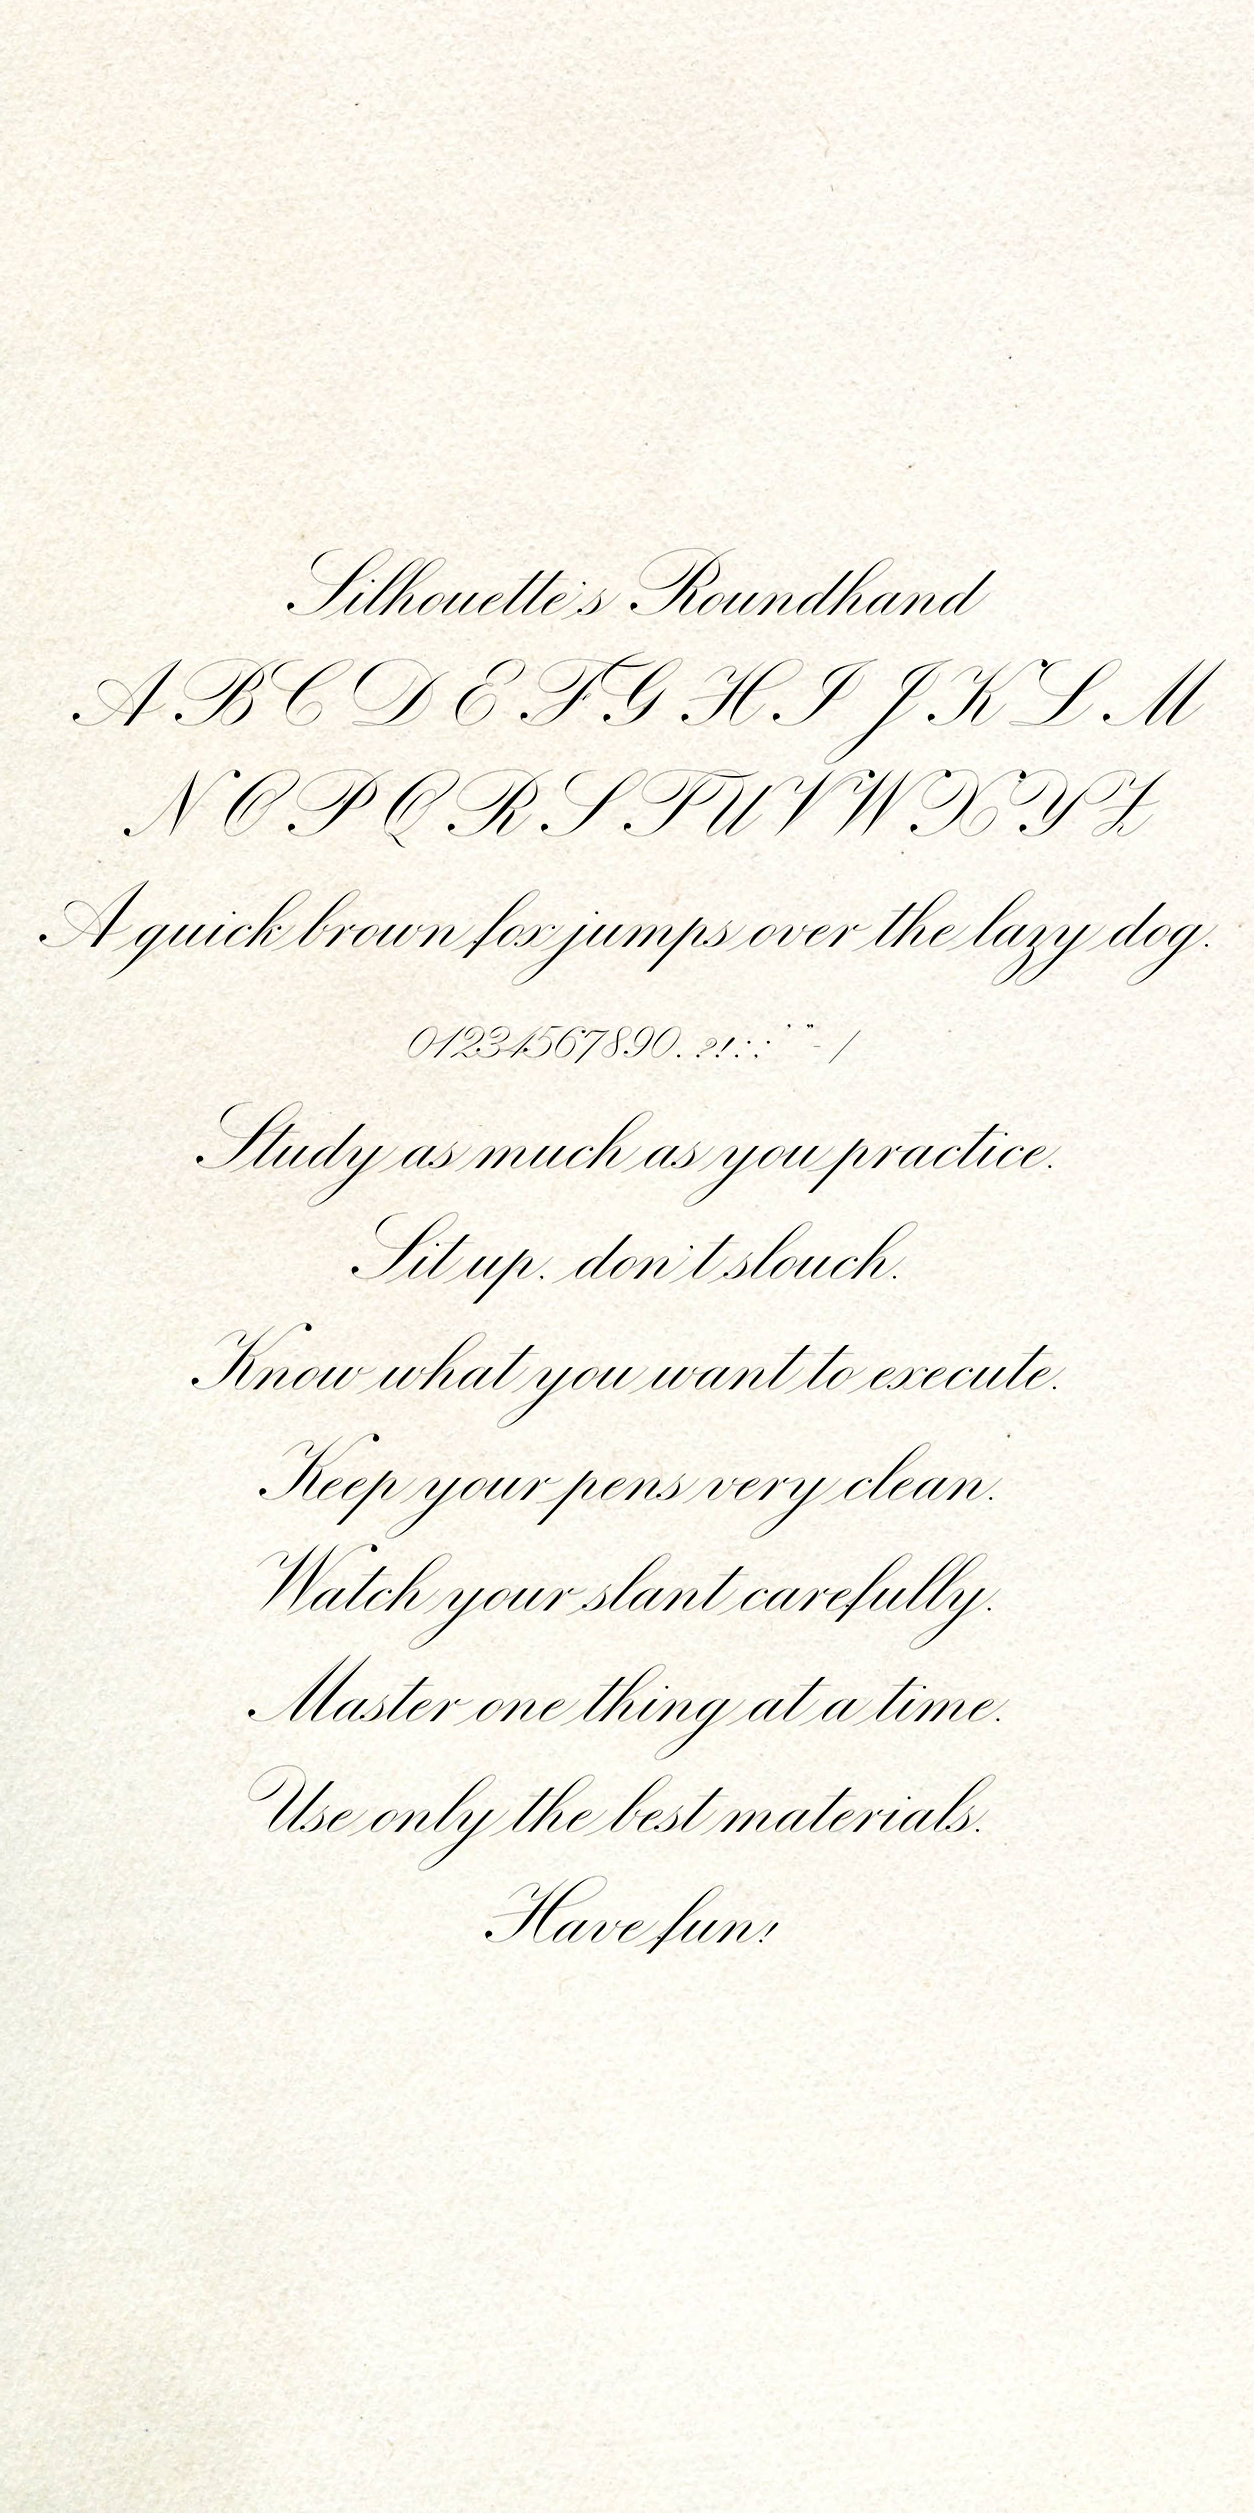 Silhouette's Roundhand
A B C D E F G H I J K L M
N O P Q R S T U V W X Y Z
A quick brown fox jumps over the lazy dog.
01234567890. ?!:; ' " - /
Study as much as you practice.
Sit up. don't slouch.
Know what you want to execute.
Keep your pens very clean.
Watch your slant carefully.
Master one thing at a time.
Use only the best materials.
Have fun!